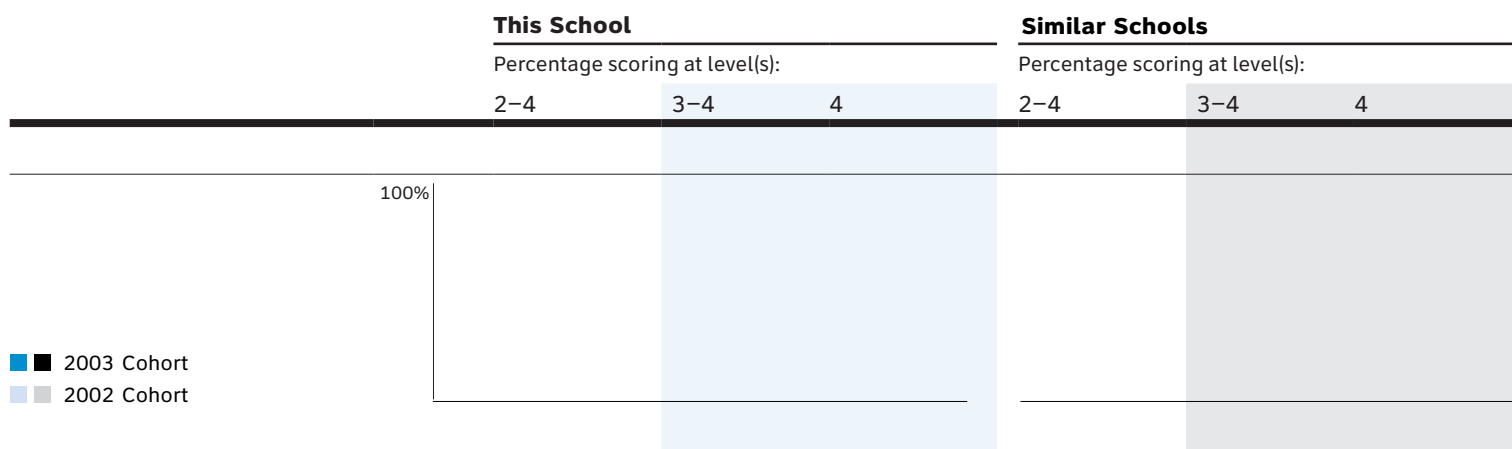 This School Similar Schools
Percentage scoring at level(s): Percentage scoring at level(s):
2–4 3–4 4 2–4 3–4 4
100%
2003 Cohort
2002 Cohort